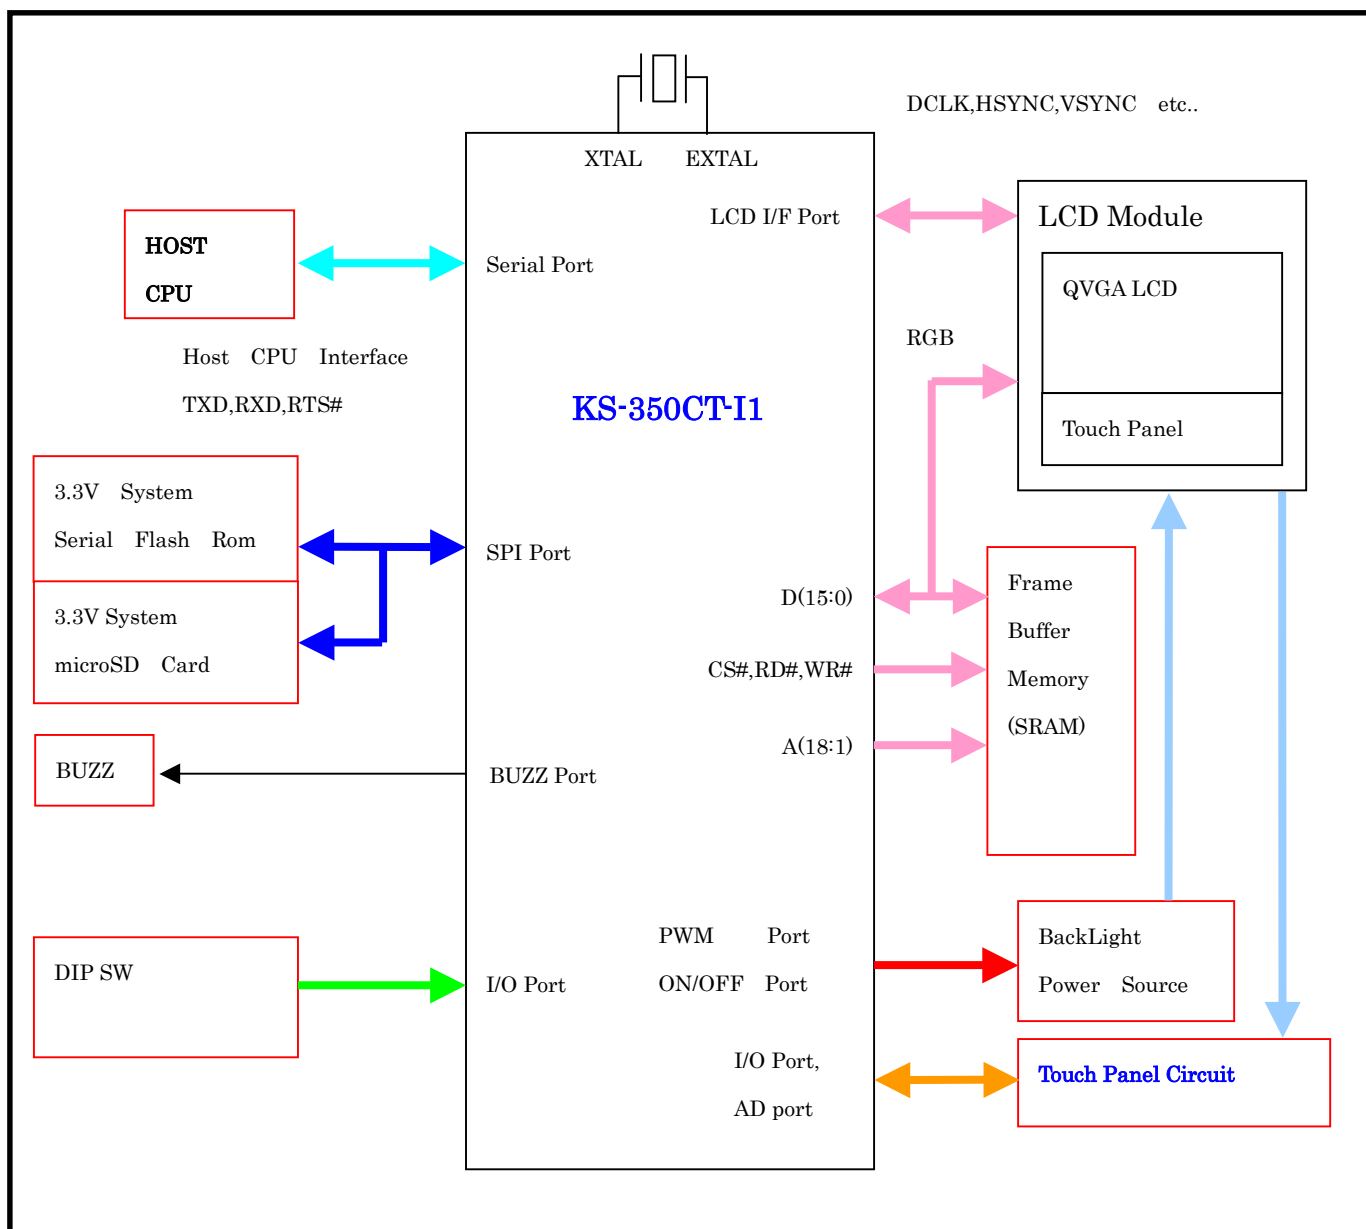 DCLK,HSYNC,VSYNC etc..
XTAL EXTAL
LCD I/F Port
LCD Module
HOST
CPU
Serial Port
QVGA LCD
Host CPU Interface
TXD,RXD,RTS#
RGB
KS-350CT-I1
Touch Panel
3.3V System
Serial Flash Rom
SPI Port
3.3V System
microSD Card
D(15:0)
CS#,RD#,WR#
A(18:1)
Frame
Buffer
Memory
(SRAM)
BUZZ
BUZZ Port
DIP SW
I/O Port
PWM Port
ON/OFF Port
BackLight
Power Source
I/O Port,
AD port
Touch Panel Circuit